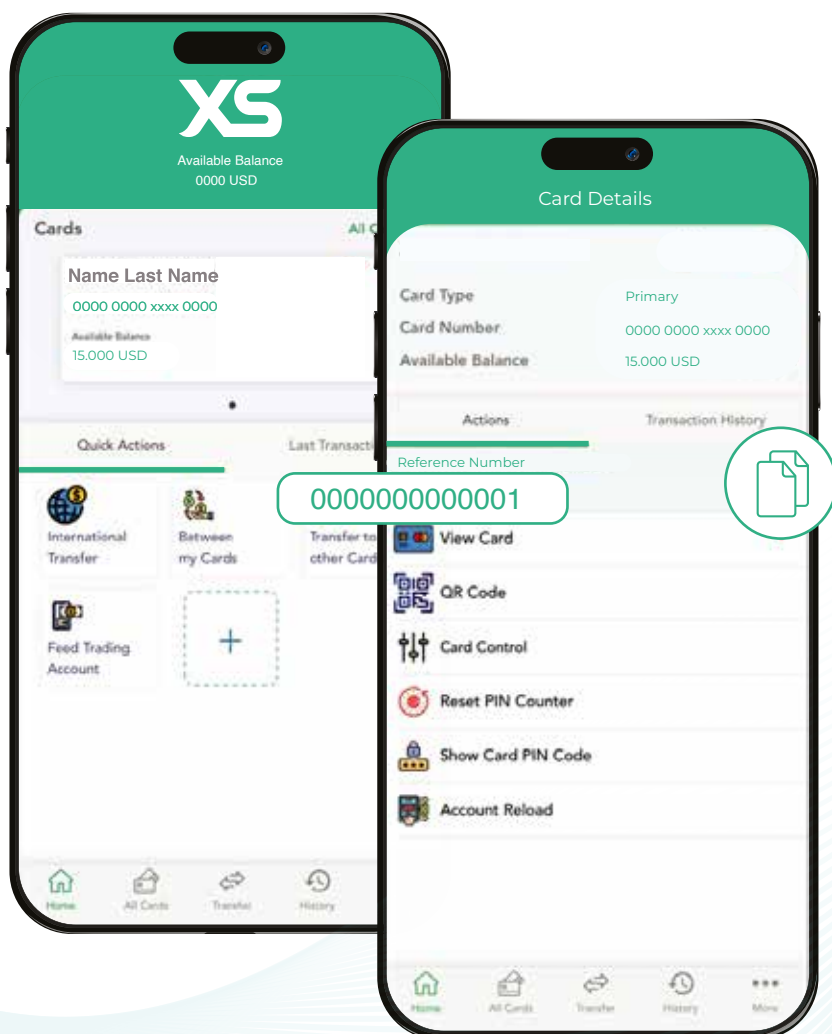 XS
Available Balance
0000 USD
Cards
All C
Name Last Name
0000 0000 xxxx 0000
Available Balance
15.000 USD
Quick Actions
Last Transacti
International
Transfer
Between
my Cards
Transfer to
other Card
Feed Trading
Account
Home
All Cards
Transfer
History
Card Details
Card Type
Primary
Card Number
0000 0000 xxxx 0000
Available Balance
15.000 USD
Actions
Transaction History
Reference Number
0000000000001
View Card
QR Code
Card Control
Reset PIN Counter
Show Card PIN Code
Account Reload
Home
All Cards
Transfer
History
More